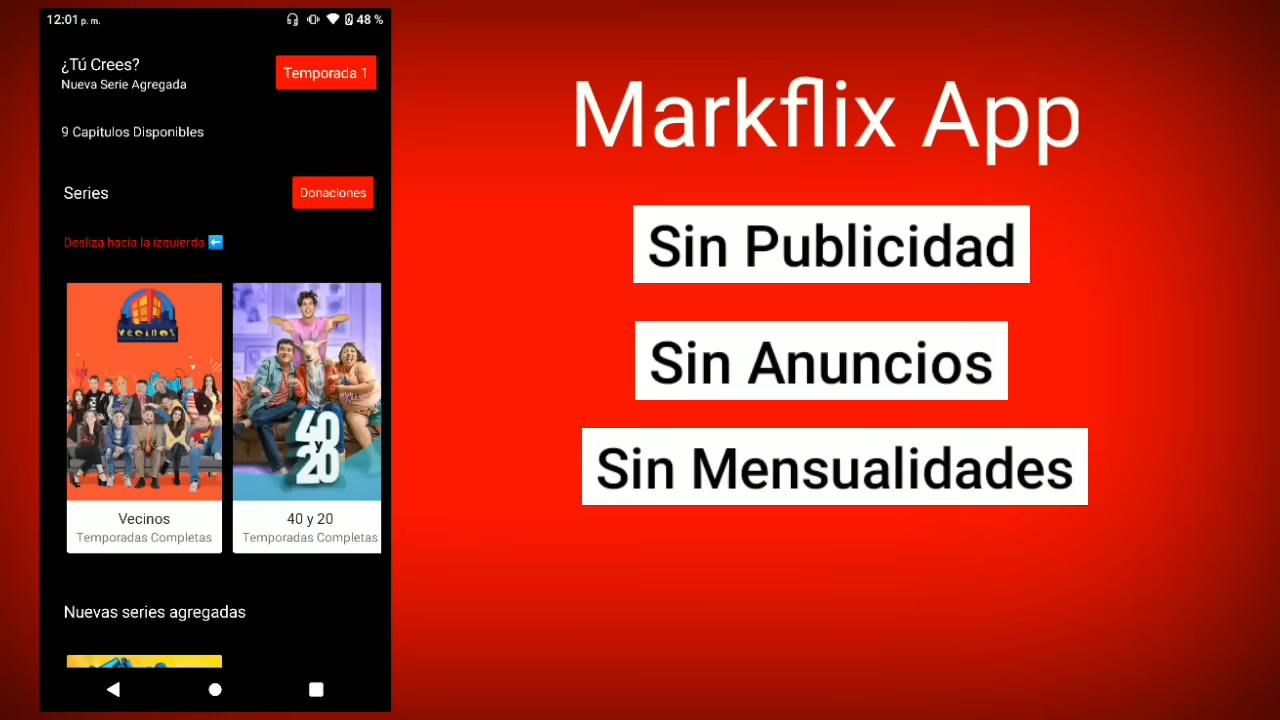 12:01 p. m.
48 %
¿Tú Crees?
Nueva Serie Agregada
Temporada 1
9 Capitulos Disponibles
Series
Donaciones
Desliza hacia la izquierda
VECINOS
40
Y
20
Vecinos
Temporadas Completas
40 y 20
Temporadas Completas
Nuevas series agregadas
Markflix App
Sin Publicidad
Sin Anuncios
Sin Mensualidades